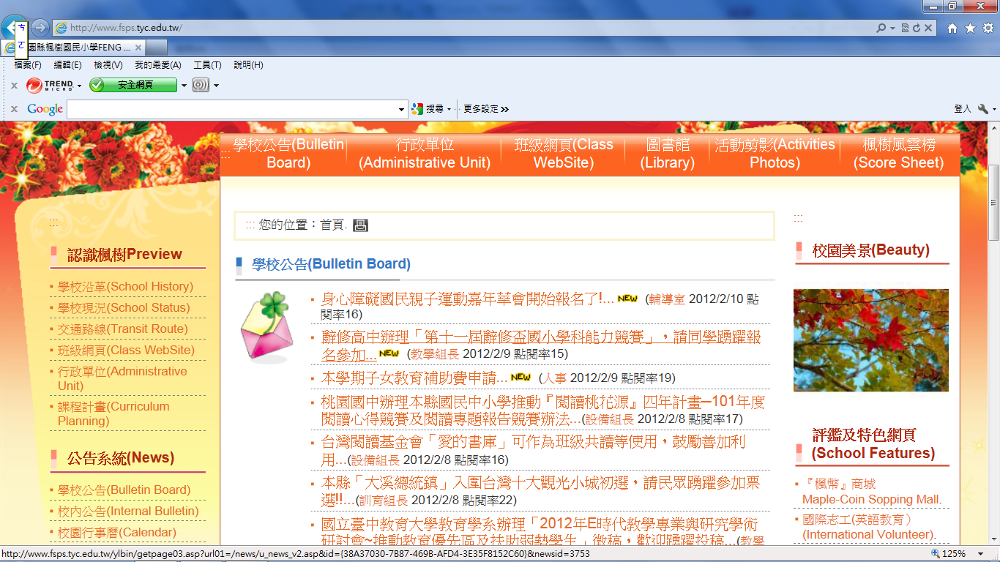 ㄘ
ㄛ
http://www.fsps.tyc.edu.tw/
園縣楓樹國民小學FENG ...
檔案(F) 編輯(E) 檢視(V) 我的最愛(A) 工具(T) 說明(H)
TREND MICRO 安全網頁
Google 搜尋 更多設定 登入
學校公告(Bulletin Board)
行政單位 (Administrative Unit)
班級網頁(Class WebSite)
圖書館 (Library)
活動剪影(Activities Photos)
楓樹風雲榜 (Score Sheet)
:::
認識楓樹Preview
學校沿革(School History)
學校現況(School Status)
交通路線(Transit Route)
班級網頁(Class WebSite)
行政單位(Administrative
Unit)
課程計畫(Curriculum
Planning)
公告系統(News)
學校公告(Bulletin Board)
校內公告(Internal Bulletin)
校園行事曆(Calendar)
::: 您的位置：首頁.
學校公告(Bulletin Board)
身心障礙國民親子運動嘉年華會開始報名了!... NEW (輔導室 2012/2/10 點
閱率16)
辭修高中辦理「第十一屆辭修盃國小學科能力競賽」，請同學踴躍報
名參加... NEW (教學組長 2012/2/9 點閱率15)
本學期子女教育補助費申請... NEW (人事 2012/2/9 點閱率19)
桃園國中辦理本縣國民中小學推動『閱讀桃花源』四年計畫─101年度
閱讀心得競賽及閱讀專題報告競賽辦法...(設備組長 2012/2/8 點閱率17)
台灣閱讀基金會「愛的書庫」可作為班級共讀等使用，鼓勵善加利
用...(設備組長 2012/2/8 點閱率16)
本縣「大溪總統鎮」入圍台灣十大觀光小城初選，請民眾踴躍參加票
選!!...(訓育組長 2012/2/8 點閱率22)
國立臺中教育大學教育學系辦理「2012年E時代教學專業與研究學術
研討會~推動教育優先區及扶助弱勢學生」徵稿，歡迎踴躍投稿...(教學
:::
校園美景(Beauty)
評鑑及特色網頁
(School Features)
『楓幣』商城
Maple-Coin Sopping Mall.
國際志工(英語教育）
(International Volunteer).
http://www.fsps.tyc.edu.tw/ylbin/getpage03.asp?url01=/news/u_news_v2.asp&id={38A37030-7B87-469B-AFD4-3E35F8152C60}&newsid=3753
125%